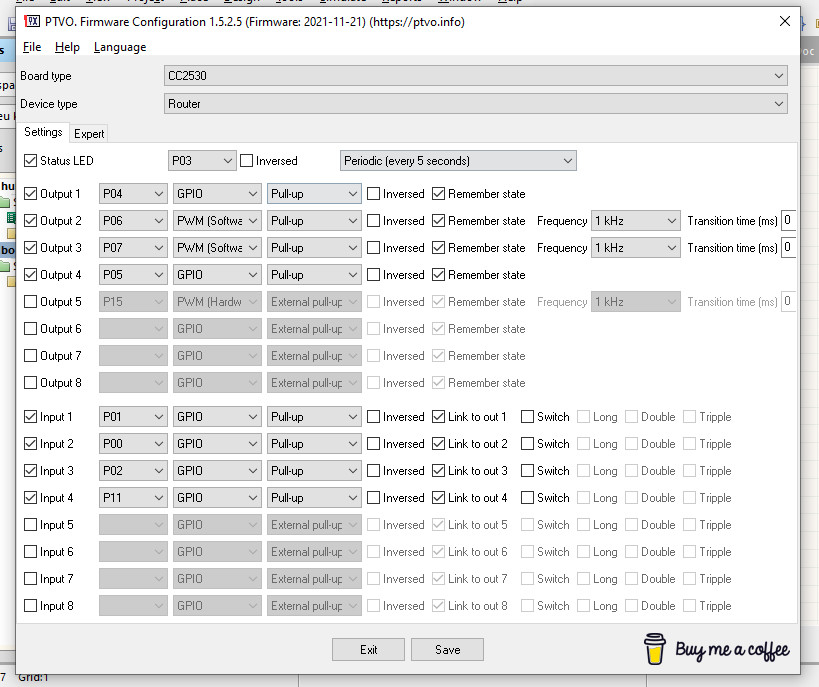 PTVO. Firmware Configuration 1.5.2.5 (Firmware: 2021-11-21) (https://ptvo.info)
File Help Language
Board type CC2530
Device type Router
Settings Expert
Status LED P03 Inversed Periodic (every 5 seconds)
Output 1 P04 GPIO Pull-up Inversed Remember state
Output 2 P06 PWM (Softwa Pull-up Inversed Remember state Frequency 1 kHz Transition time (ms) 0
Output 3 P07 PWM (Softwa Pull-up Inversed Remember state Frequency 1 kHz Transition time (ms) 0
Output 4 P05 GPIO Pull-up Inversed Remember state
Output 5 P15 PWM (Hardw External pull-up Inversed Remember state Frequency 1 kHz Transition time (ms) 0
Output 6 GPIO External pull-up Inversed Remember state
Output 7 GPIO External pull-up Inversed Remember state
Output 8 GPIO External pull-up Inversed Remember state
Input 1 P01 GPIO Pull-up Inversed Link to out 1 Switch Long Double Tripple
Input 2 P00 GPIO Pull-up Inversed Link to out 2 Switch Long Double Tripple
Input 3 P02 GPIO Pull-up Inversed Link to out 3 Switch Long Double Tripple
Input 4 P11 GPIO Pull-up Inversed Link to out 4 Switch Long Double Tripple
Input 5 GPIO External pull-up Inversed Link to out 5 Switch Long Double Tripple
Input 6 GPIO External pull-up Inversed Link to out 6 Switch Long Double Tripple
Input 7 GPIO External pull-up Inversed Link to out 7 Switch Long Double Tripple
Input 8 GPIO External pull-up Inversed Link to out 8 Switch Long Double Tripple
Exit Save Buy me a coffee
7 Grid:1